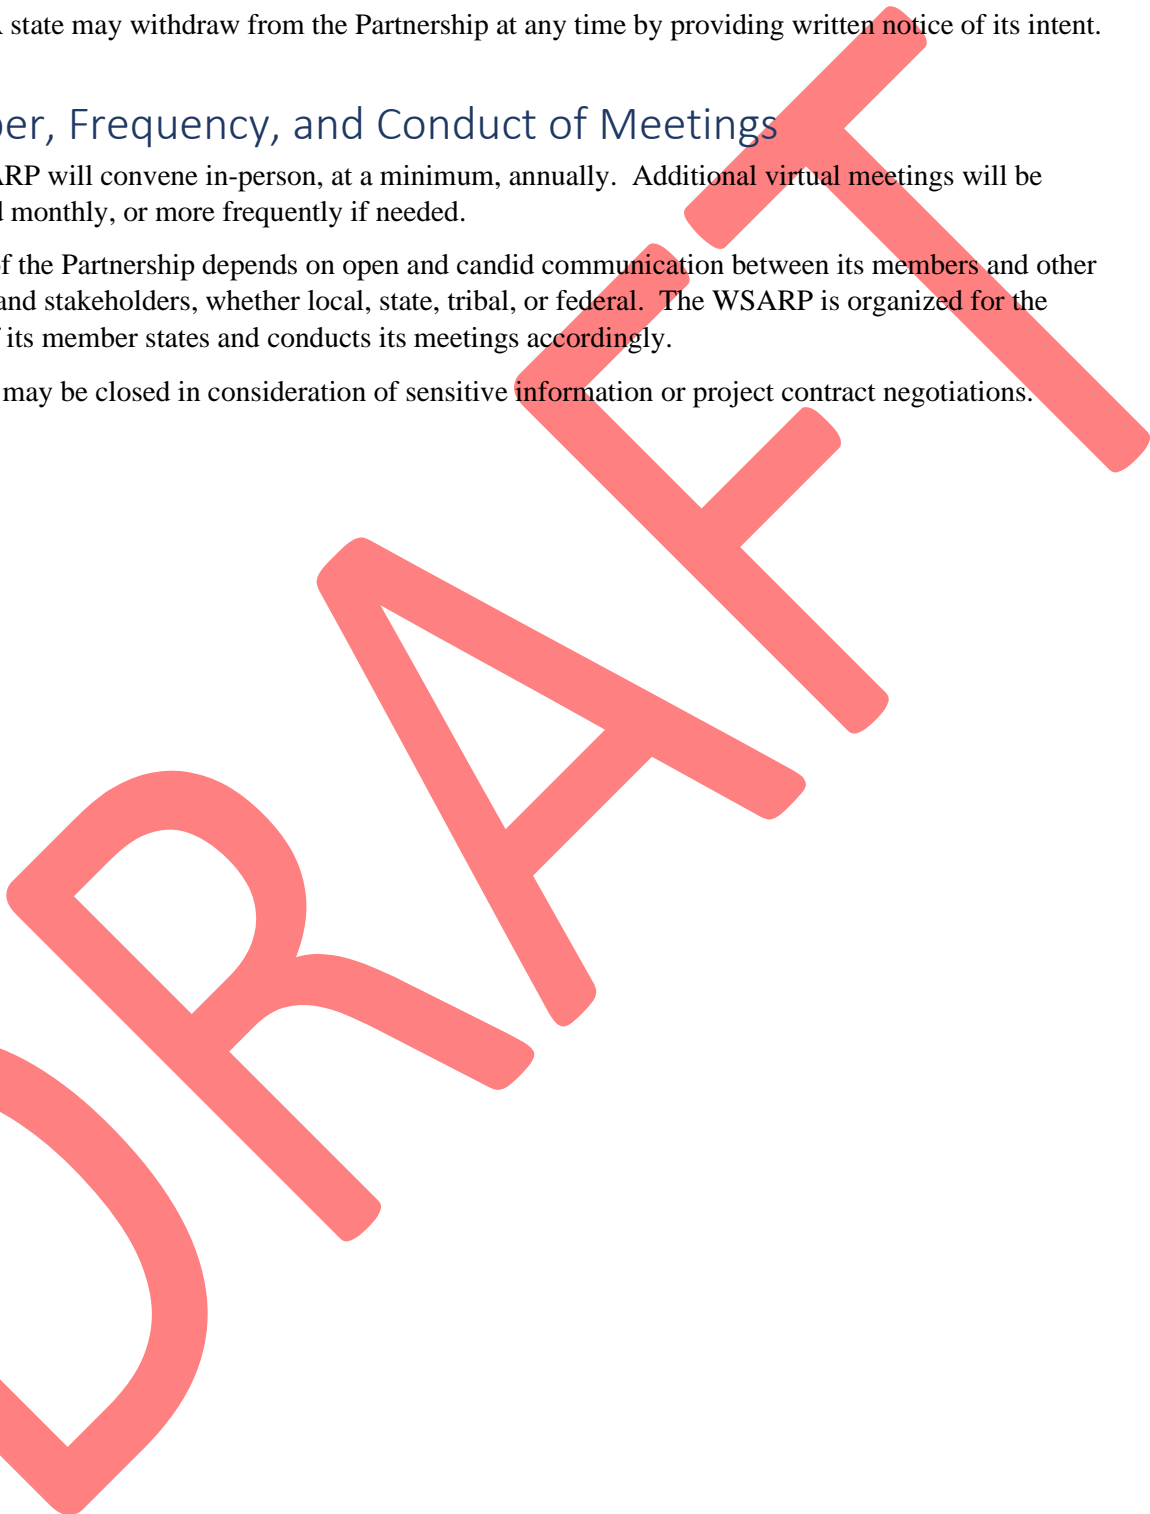 state may withdraw from the Partnership at any time by providing written notice of its intent.
er, Frequency, and Conduct of Meetings
ARP will convene in-person, at a minimum, annually.  Additional virtual meetings will be
monthly, or more frequently if needed.
of the Partnership depends on open and candid communication between its members and other
and stakeholders, whether local, state, tribal, or federal.  The WSARP is organized for the
its member states and conducts its meetings accordingly.
may be closed in consideration of sensitive information or project contract negotiations.
DRAFT